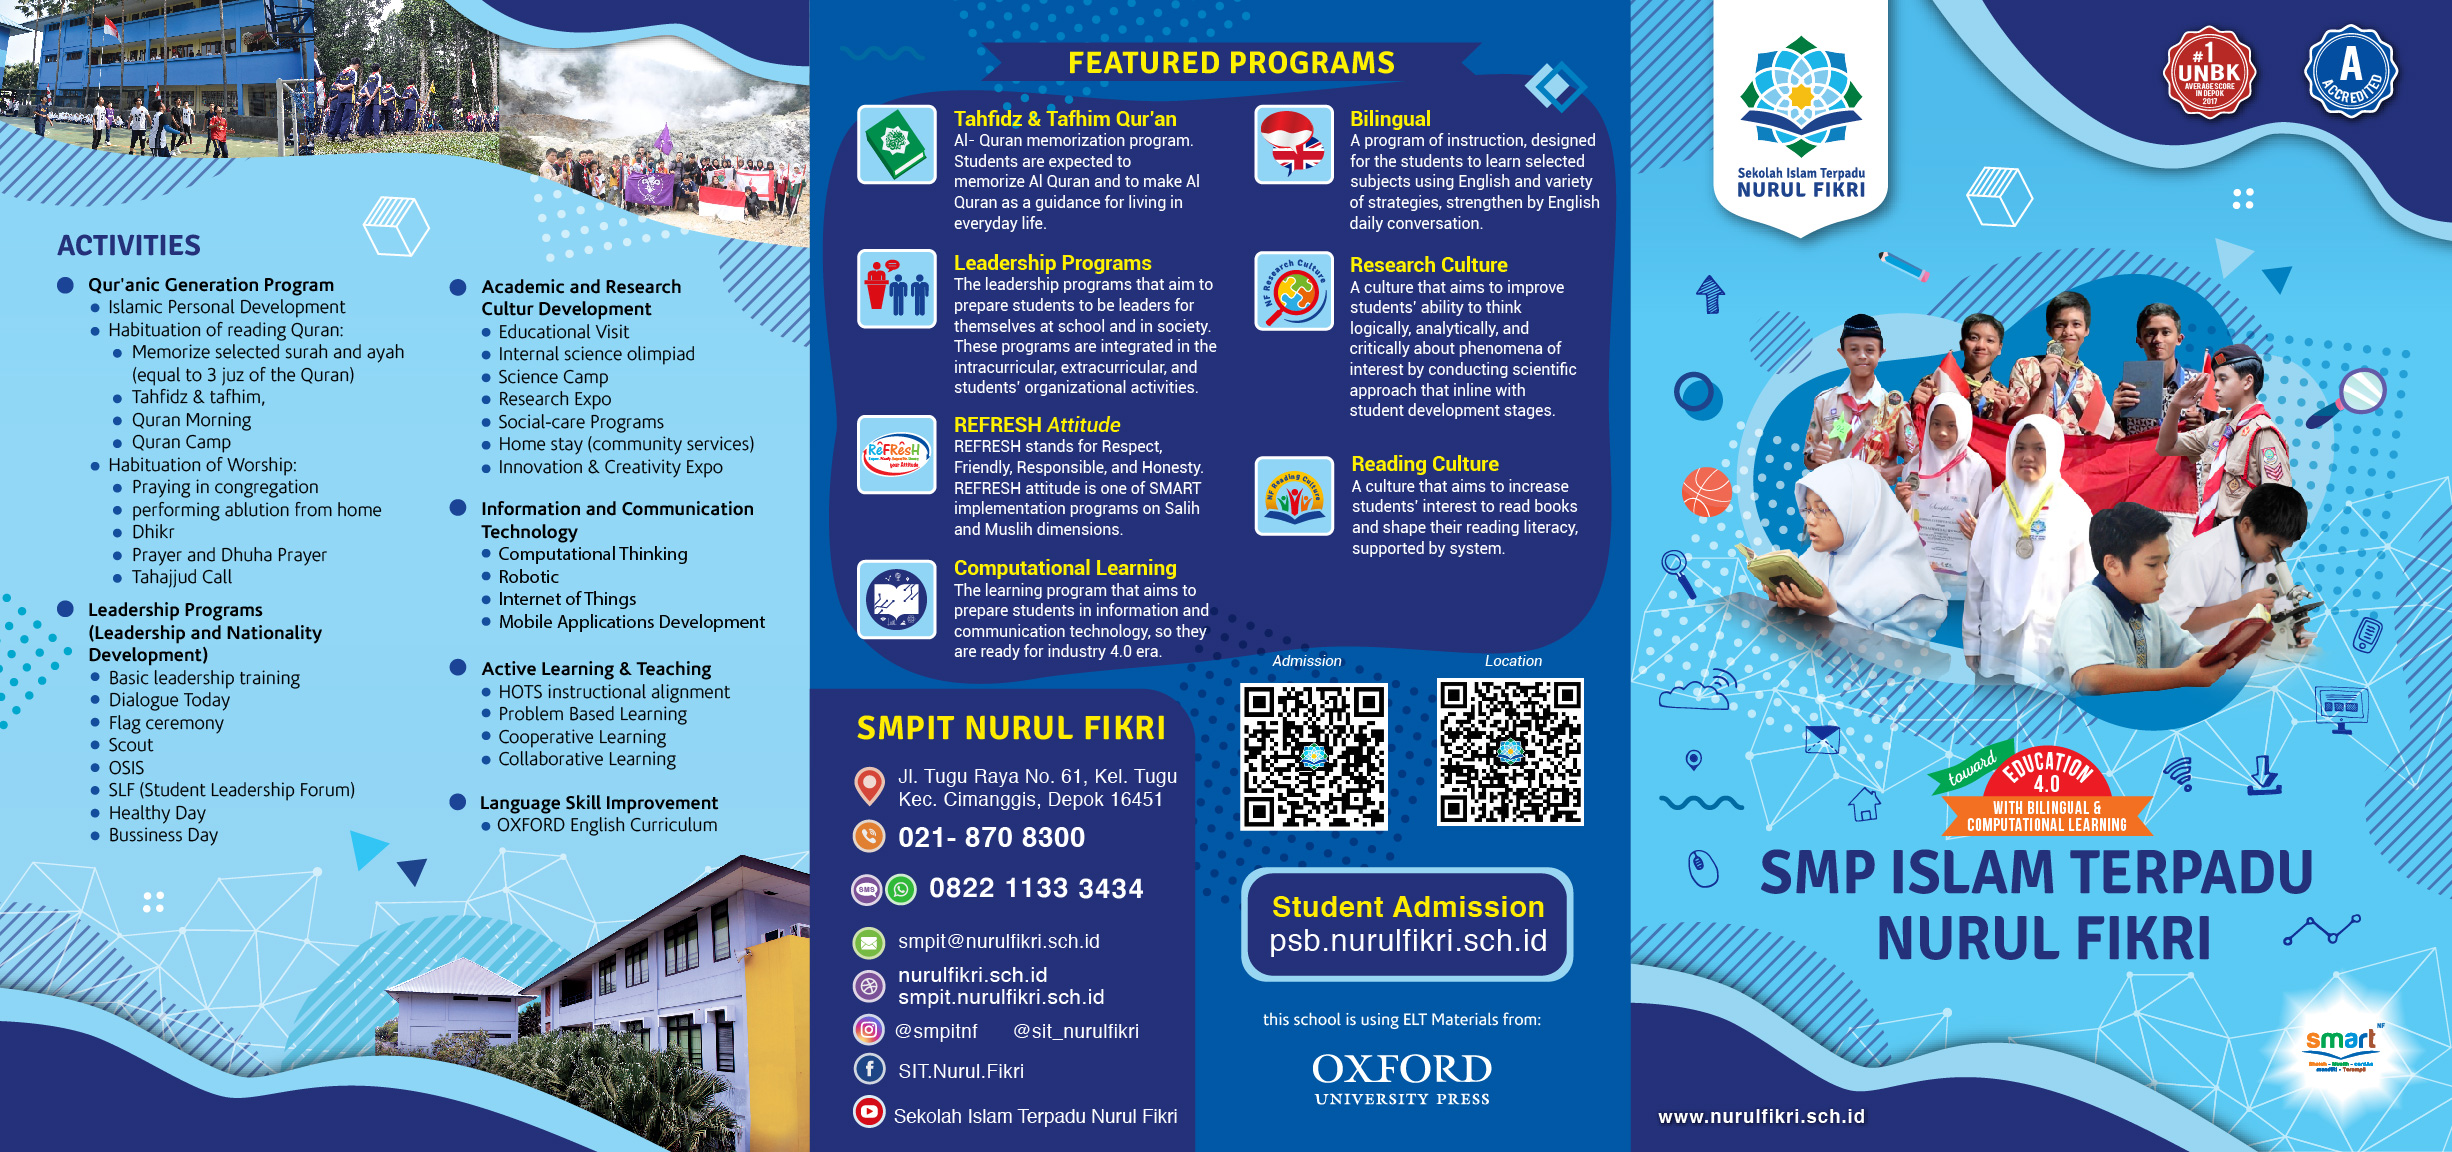 ACTIVITIES
Qur'anic Generation Program
Islamic Personal Development
Habituation of reading Quran:
Memorize selected surah and ayah
(equal to 3 juz of the Quran)
Tahfidz & tafhim,
Quran Morning
Quran Camp
Habituation of Worship:
Praying in congregation
performing ablution from home
Dhikr
Prayer and Dhuha Prayer
Tahajjud Call
Leadership Programs
(Leadership and Nationality
Development)
Basic leadership training
Dialogue Today
Flag ceremony
Scout
OSIS
SLF (Student Leadership Forum)
Healthy Day
Bussiness Day
Academic and Research
Cultur Development
Educational Visit
Internal science olimpiad
Science Camp
Research Expo
Social-care Programs
Home stay (community services)
Innovation & Creativity Expo
Information and Communication
Technology
Computational Thinking
Robotic
Internet of Things
Mobile Applications Development
Active Learning & Teaching
HOTS instructional alignment
Problem Based Learning
Cooperative Learning
Collaborative Learning
Language Skill Improvement
OXFORD English Curriculum
FEATURED PROGRAMS
Tahfidz & Tafhim Qur'an
Al- Quran memorization program.
Students are expected to
memorize Al Quran and to make Al
Quran as a guidance for living in
everyday life.
Leadership Programs
The leadership programs that aim to
prepare students to be leaders for
themselves at school and in society.
These programs are integrated in the
intracurricular, extracurricular, and
students' organizational activities.
REFRESH Attitude
REFRESH stands for Respect,
Friendly, Responsible, and Honesty.
REFRESH attitude is one of SMART
implementation programs on Salih
and Muslih dimensions.
ReFResH
your Attitude
Computational Learning
The learning program that aims to
prepare students in information and
communication technology, so they
are ready for industry 4.0 era.
Bilingual
A program of instruction, designed
for the students to learn selected
subjects using English and variety
of strategies, strengthen by English
daily conversation.
NF Research Culture
Research Culture
A culture that aims to improve
students' ability to think
logically, analytically, and
critically about phenomena of
interest by conducting scientific
approach that inline with
student development stages.
NF Reading Culture
Reading Culture
A culture that aims to increase
students' interest to read books
and shape their reading literacy,
supported by system.
SMPIT NURUL FIKRI
Jl. Tugu Raya No. 61, Kel. Tugu
Kec. Cimanggis, Depok 16451
021- 870 8300
SMS
0822 1133 3434
smpit@nurulfikri.sch.id
nurulfikri.sch.id
smpit.nurulfikri.sch.id
@smpitnf @sit_nurulfikri
SIT.Nurul.Fikri
Sekolah Islam Terpadu Nurul Fikri
Admission
Location
Student Admission
psb.nurulfikri.sch.id
this school is using ELT Materials from:
OXFORD
UNIVERSITY PRESS
Sekolah Islam Terpadu
NURUL FIKRI
#1
UNBK
AVERAGE SCORE
IN DEPOK
2017
A
ACCREDITED
toward
EDUCATION
4.0
WITH BILINGUAL &
COMPUTATIONAL LEARNING
SMP ISLAM TERPADU
NURUL FIKRI
smart NF
www.nurulfikri.sch.id